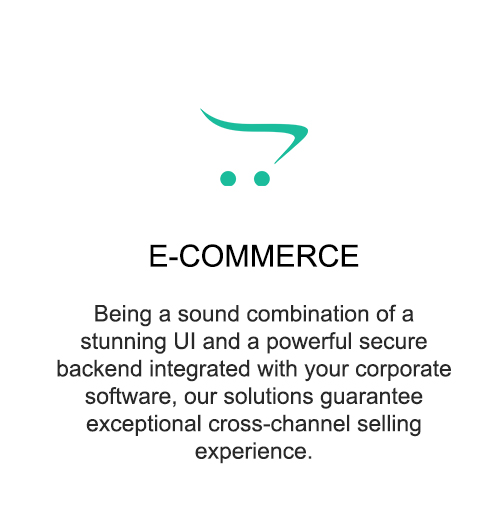 E-COMMERCE
Being a sound combination of a
stunning UI and a powerful secure
backend integrated with your corporate
software, our solutions guarantee
exceptional cross-channel selling
experience.